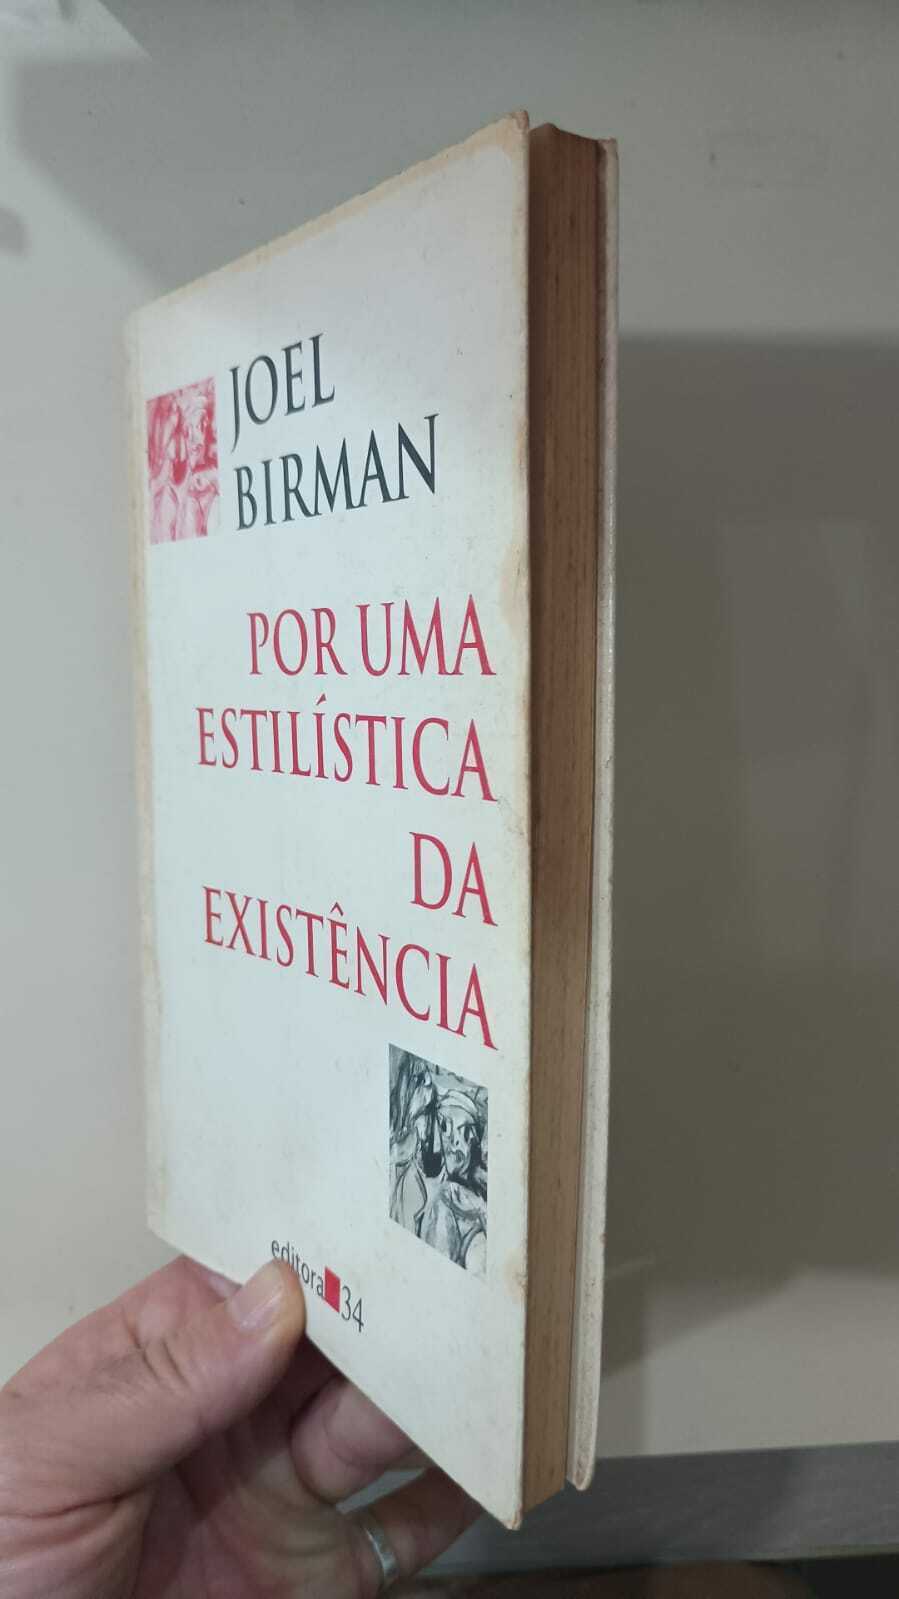 JOEL
BIRMAN
POR UMA
ESTILÍSTICA
DA
EXISTÊNCIA
editora 34